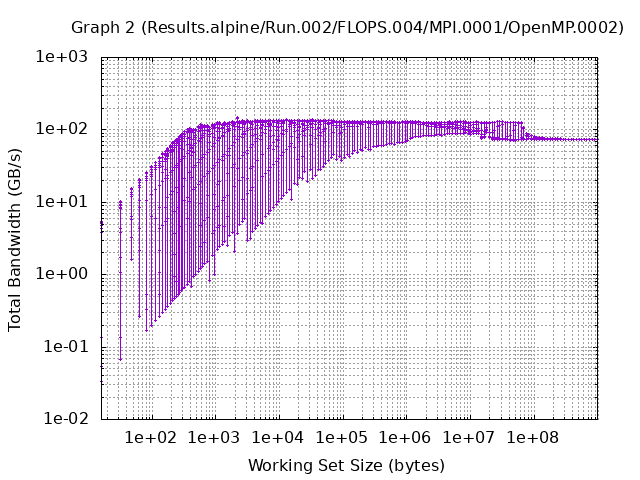 Graph 2 (Results.alpine/Run.002/FLOPS.004/MPI.0001/OpenMP.0002)
1e+03
1e+02
1e+01
1e+00
1e-01
1e-02
Total Bandwidth (GB/s)
1e+02 1e+03 1e+04 1e+05 1e+06 1e+07 1e+08
Working Set Size (bytes)